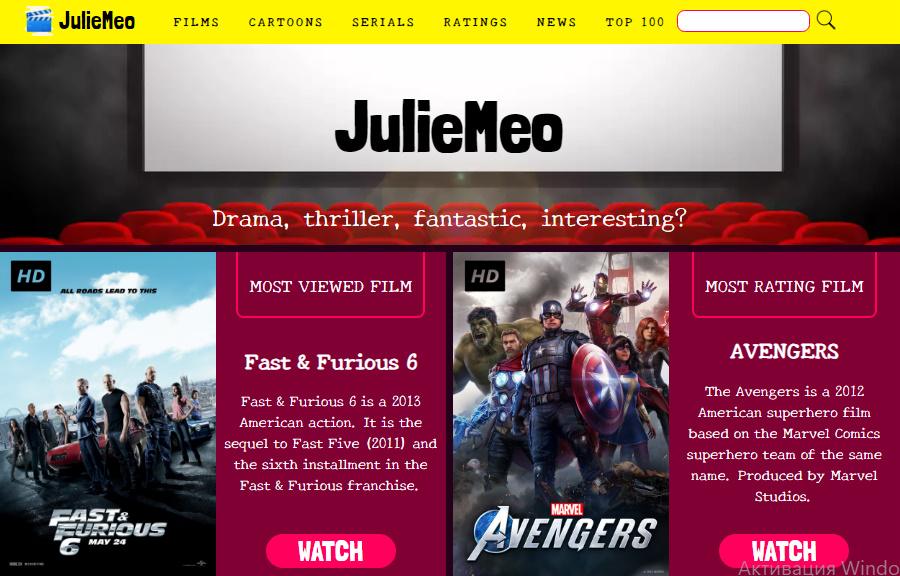 JulieMeo FILMS CARTOONS SERIALS RATINGS NEWS TOP 100
JulieMeo
Drama, thriller, fantastic, interesting?
HD
ALL ROADS LEAD TO THIS
FAST &
FURIOUS
6 MAY 24
MOST VIEWED FILM
Fast & Furious 6
Fast & Furious 6 is a 2013
American action. It is the
sequel to Fast Five (2011) and
the sixth installment in the
Fast & Furious franchise.
WATCH
HD
MARVEL
AVENGERS
MOST RATING FILM
AVENGERS
The Avengers is a 2012
American superhero film
based on the Marvel Comics
superhero team of the same
name. Produced by Marvel
Studios.
WATCH
Активация Windo